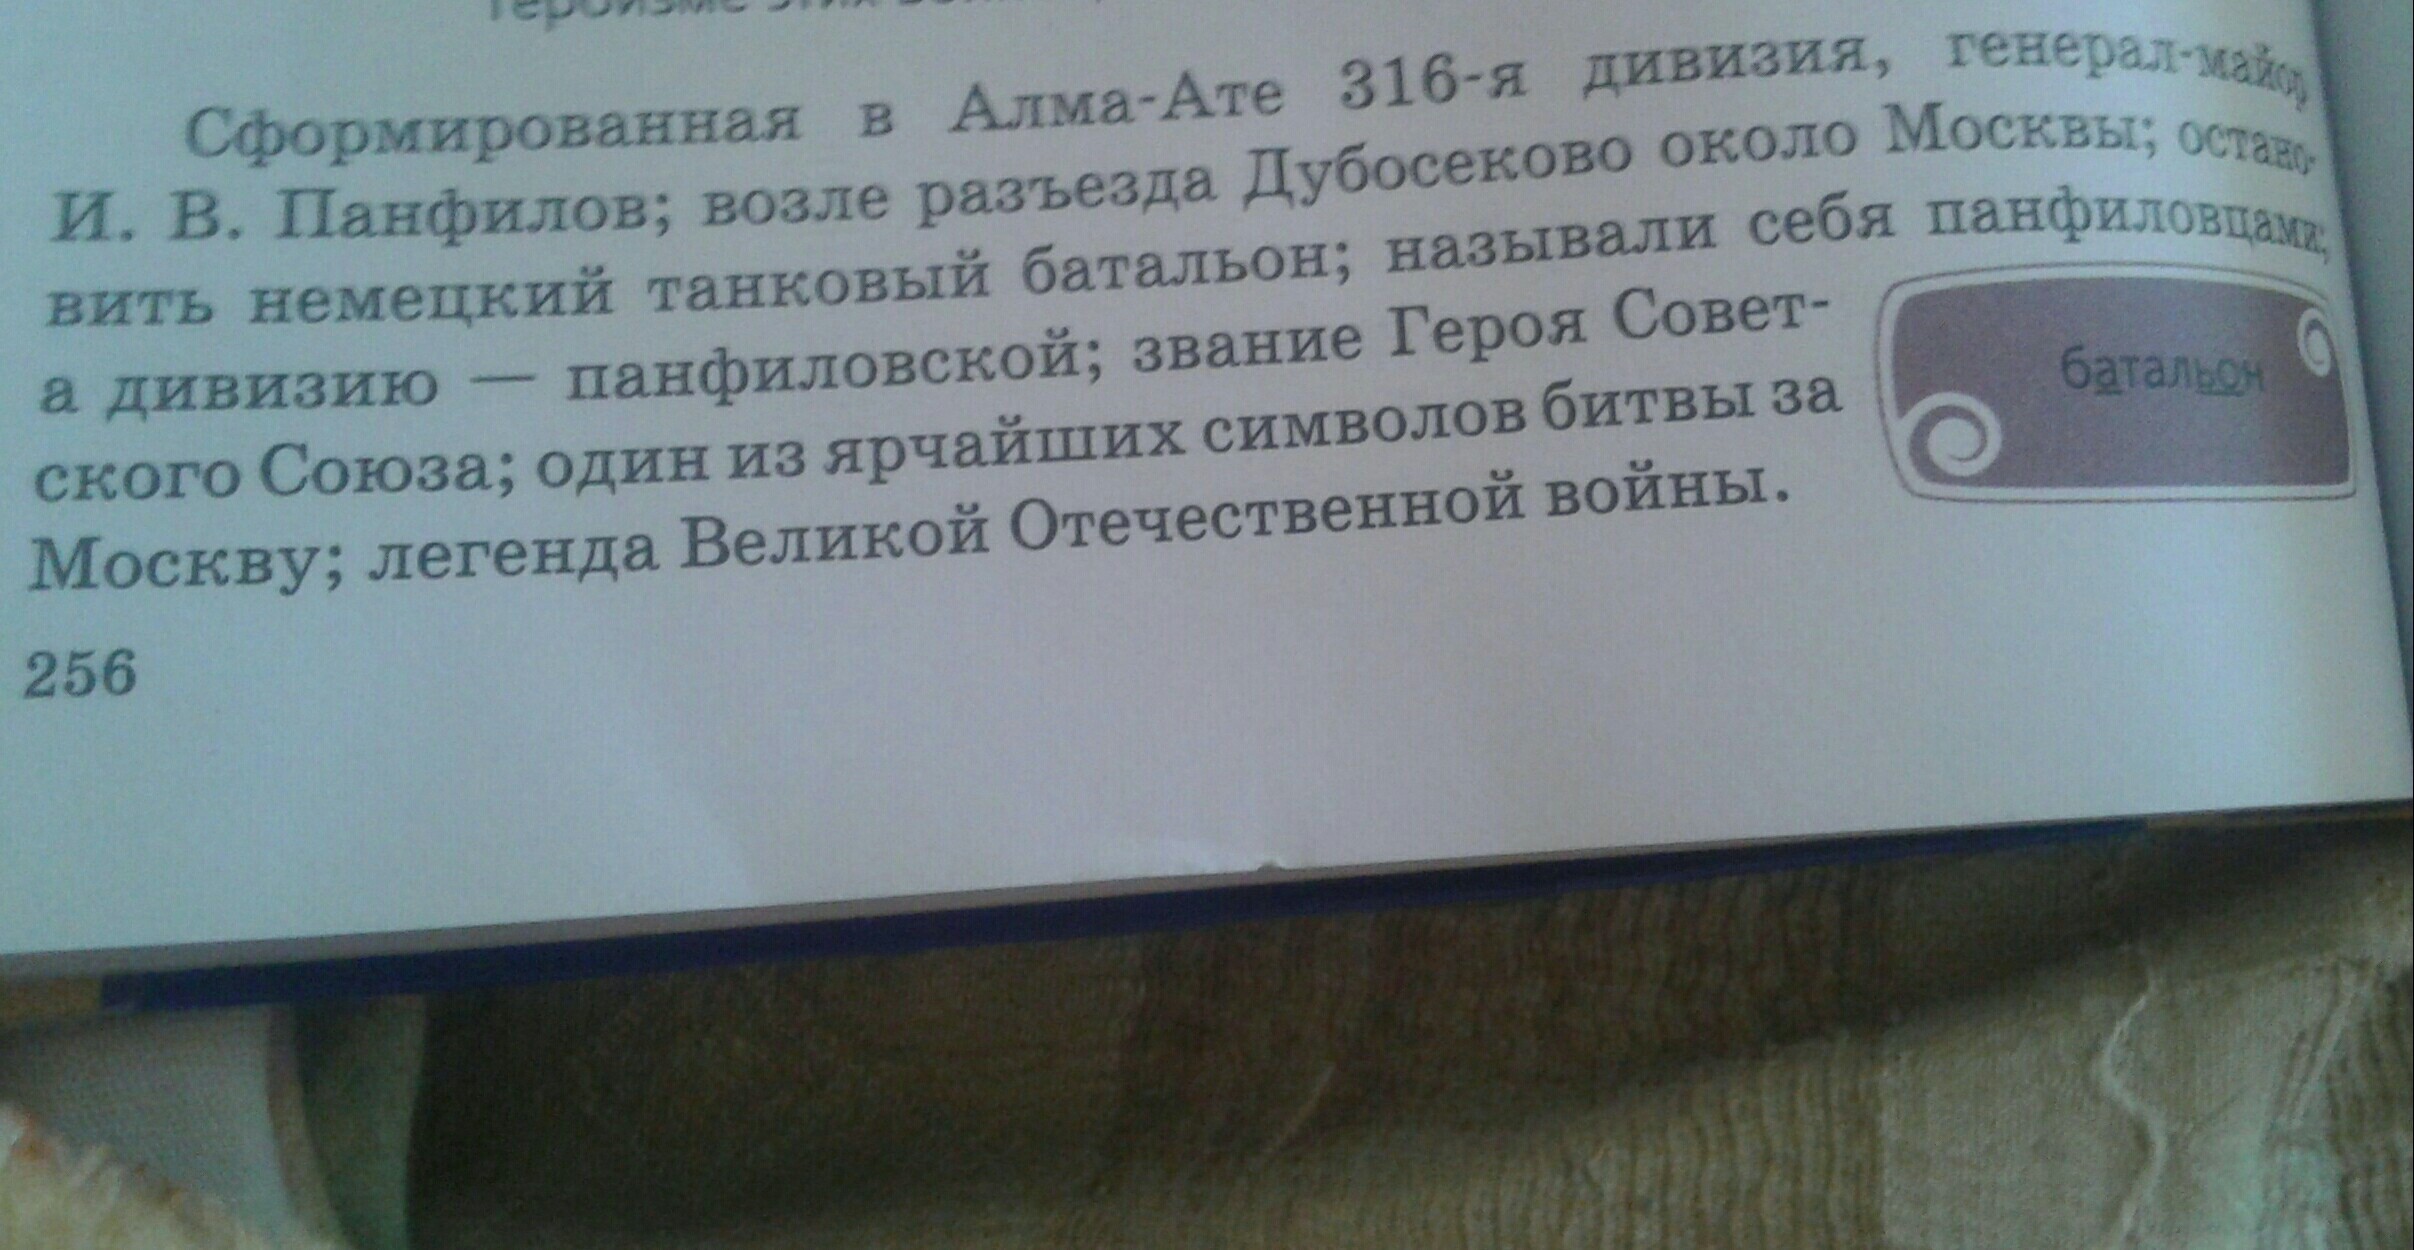 Сформированная в Алма-Ате 316-я дивизия, генерал-майор
И. В. Панфилов; возле разъезда Дубосеково около Москвы; остано-
вить немецкий танковый батальон; называли себя панфиловцами;
а дивизию — панфиловской; звание Героя Совет-
ского Союза; один из ярчайших символов битвы за
Москву; легенда Великой Отечественной войны.
батальон
256